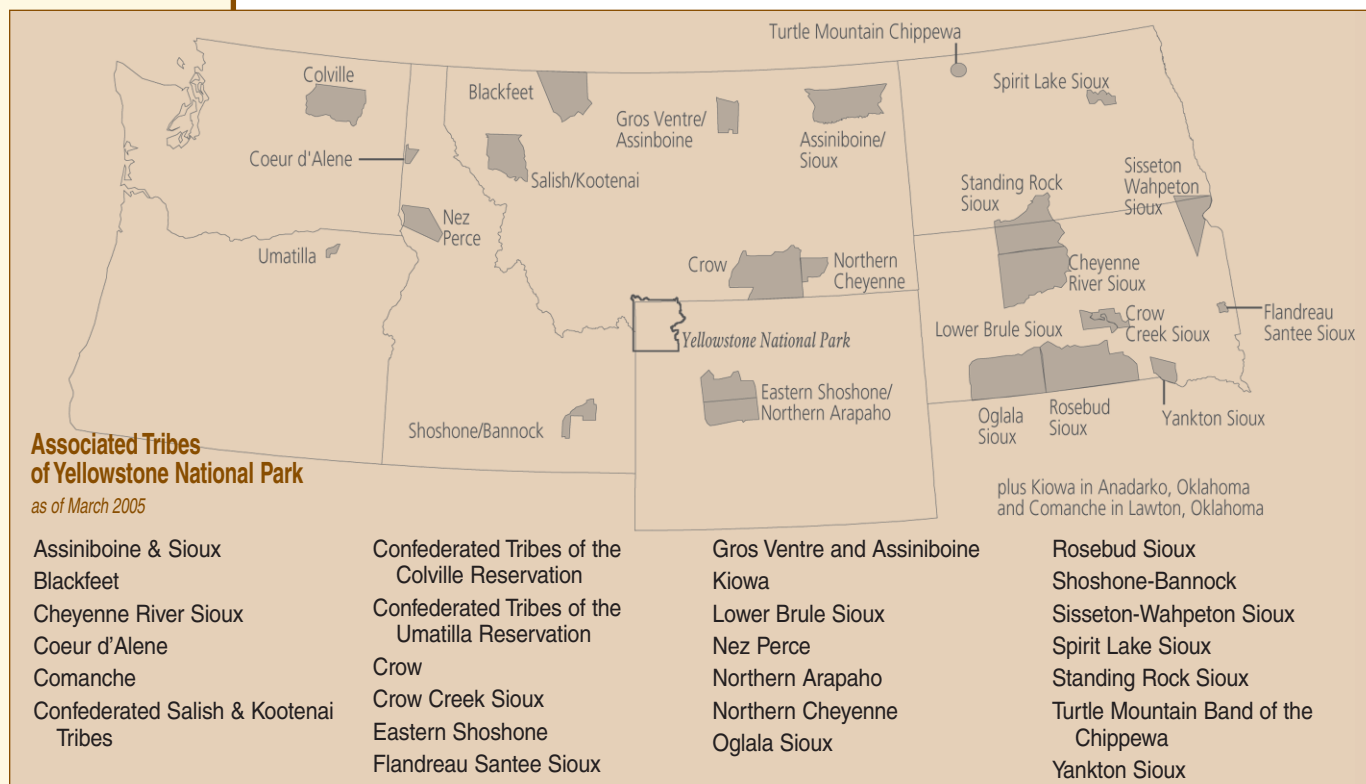 Turtle Mountain Chippewa
Colville
Blackfeet
Spirit Lake Sioux
Gros Ventre/
Assinboine
Assiniboine/
Sioux
Coeur d'Alene
Salish/Kootenai
Sisseton
Wahpeton
Sioux
Standing Rock
Sioux
Nez
Perce
Umatilla
Crow
Northern
Cheyenne
Cheyenne
River Sioux
Yellowstone National Park
Lower Brule Sioux
Crow
Creek Sioux
Flandreau
Santee Sioux
Eastern Shoshone/
Northern Arapaho
Shoshone/Bannock
Oglala
Sioux
Rosebud
Sioux
Yankton Sioux
plus Kiowa in Anadarko, Oklahoma
and Comanche in Lawton, Oklahoma
Associated Tribes
of Yellowstone National Park
as of March 2005
Assiniboine & Sioux
Blackfeet
Cheyenne River Sioux
Coeur d’Alene
Comanche
Confederated Salish & Kootenai
Tribes
Confederated Tribes of the
Colville Reservation
Confederated Tribes of the
Umatilla Reservation
Crow
Crow Creek Sioux
Eastern Shoshone
Flandreau Santee Sioux
Gros Ventre and Assiniboine
Kiowa
Lower Brule Sioux
Nez Perce
Northern Arapaho
Northern Cheyenne
Oglala Sioux
Rosebud Sioux
Shoshone-Bannock
Sisseton-Wahpeton Sioux
Spirit Lake Sioux
Standing Rock Sioux
Turtle Mountain Band of the
Chippewa
Yankton Sioux